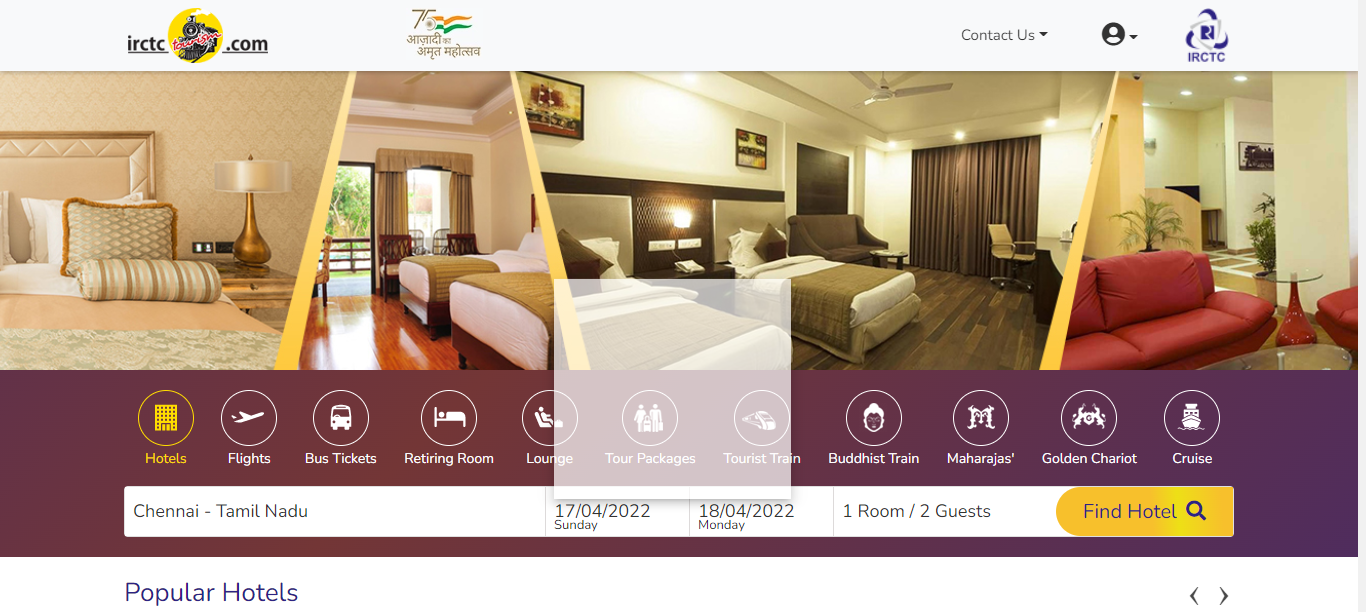 irctc tourism .com
75
आज़ादी का
अमृत महोत्सव
Contact Us
IRCTC
Hotels
Flights
Bus Tickets
Retiring Room
Lounge
Tour Packages
Tourist Train
Buddhist Train
Maharajas'
Golden Chariot
Cruise
Chennai - Tamil Nadu
17/04/2022
Sunday
18/04/2022
Monday
1 Room / 2 Guests
Find Hotel
Popular Hotels